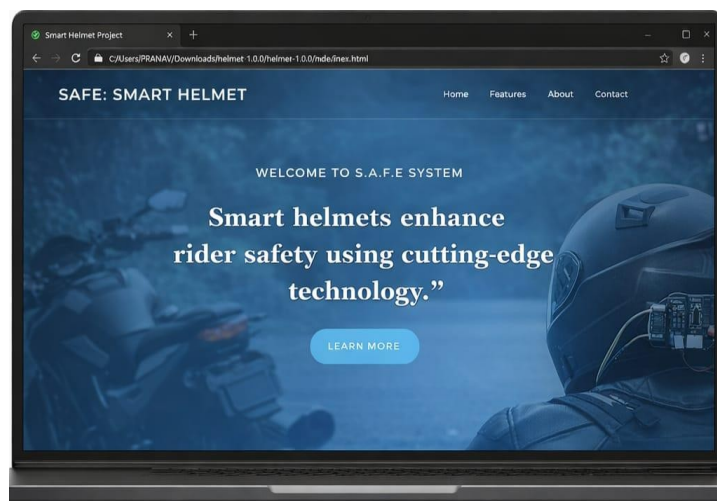 Smart Helmet Project
C/Users/PRANAV/Downloads/helmet-1.0.0/helmer-1.0.0/nde/inex.html
SAFE: SMART HELMET
Home Features About Contact
WELCOME TO S.A.F.E SYSTEM
Smart helmets enhance
rider safety using cutting-edge
technology.”
LEARN MORE